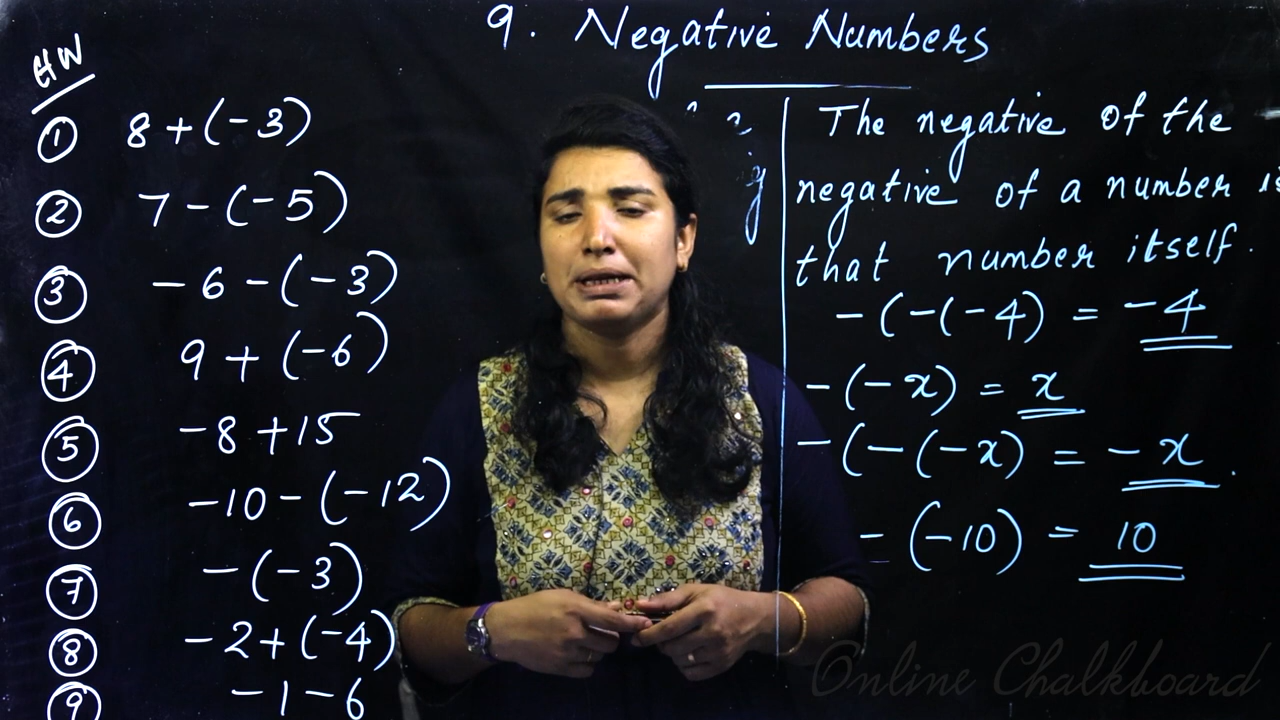 9. Negative Numbers
HW
① 8+(-3)
② 7-(-5)
③ -6-(-3)
④ 9+(-6)
⑤ -8+15
⑥ -10-(-12)
⑦ -(-3)
⑧ -2+(-4)
⑨ -1-6
The negative of the
negative of a number is
that number itself.
-(-(-4) = -4
-(-x) = x
-(-(-x) = -x.
-(-10) = 10
Online Chalkboard